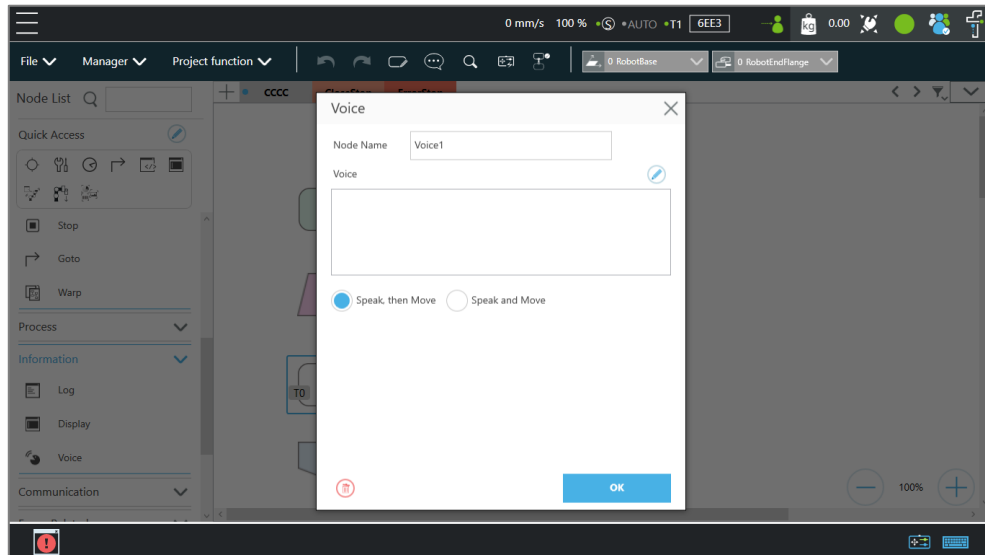 0 mm/s 100 % S AUTO T1 6EE3 kg 0.00
File Manager Project function 0 RobotBase 0 RobotEndFlange
Node List
cccc
Voice
Quick Access
Node Name Voice1
Voice
Stop
Goto
Warp
Speak, then Move Speak and Move
Process
Information
Log
T0
Display
Voice
Communication
OK
100%